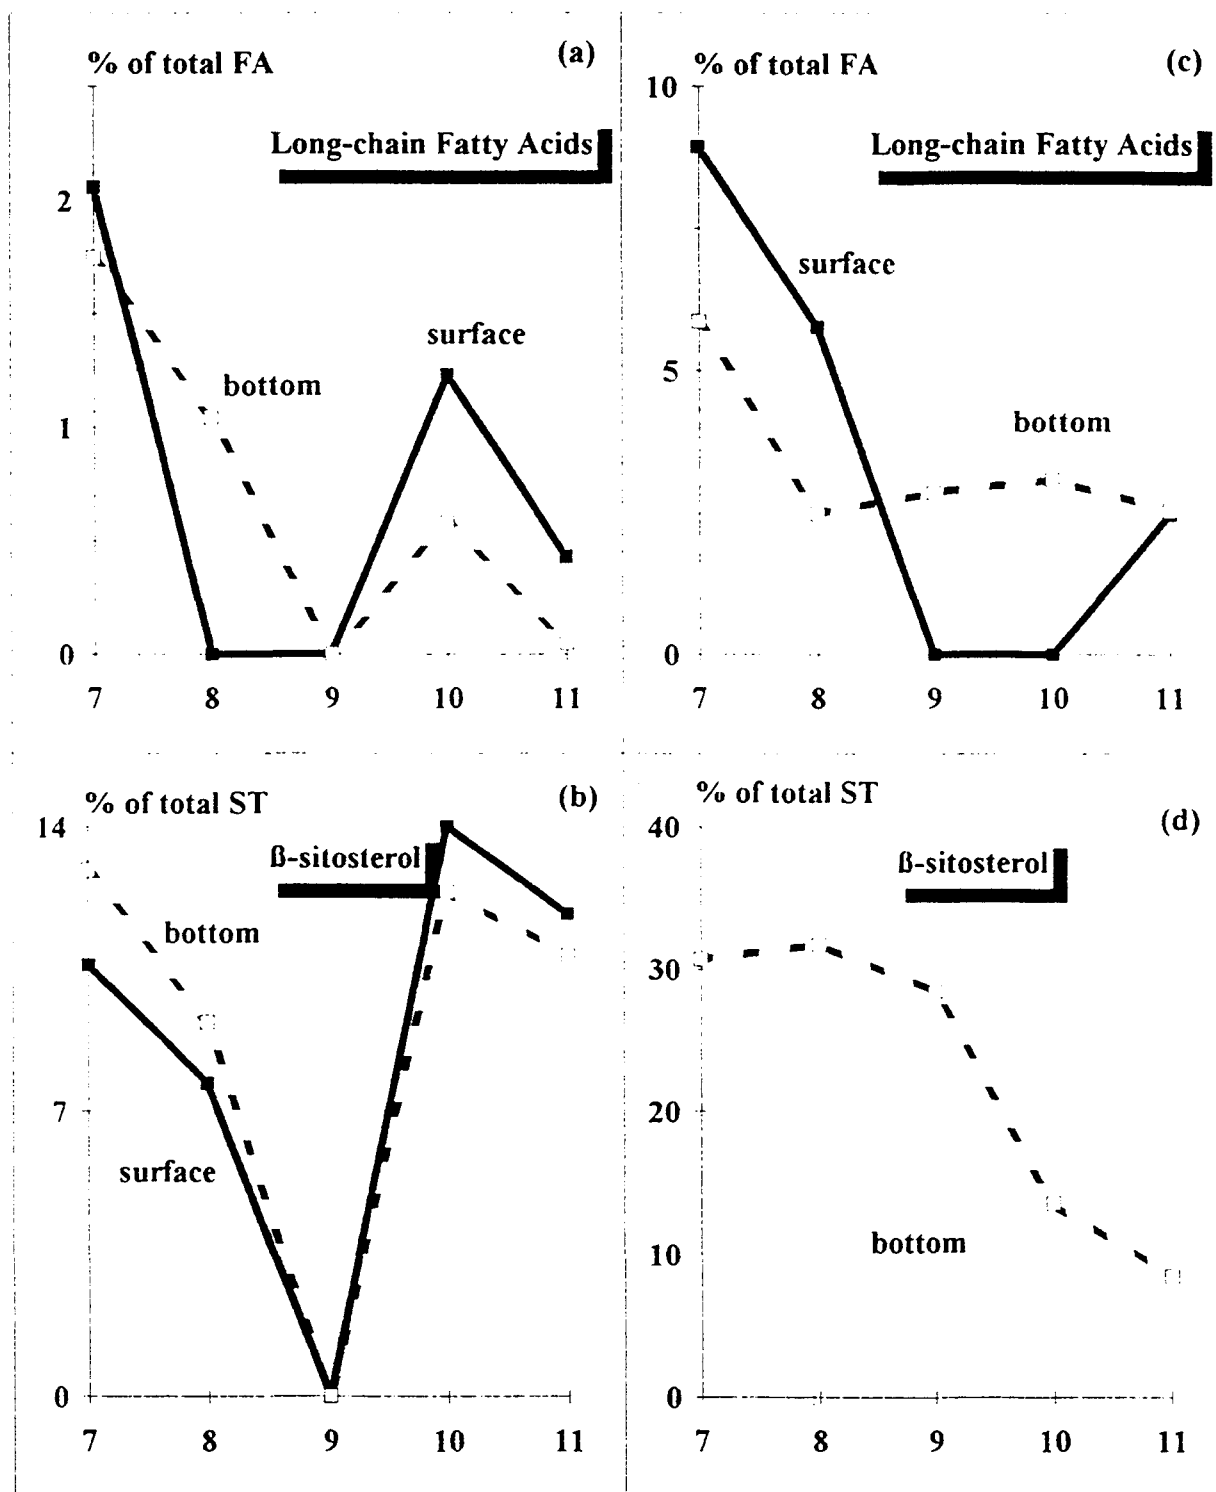 % of total FA
(a)
Long-chain Fatty Acids
2
surface
bottom
1
0
7 8 9 10 11
% of total FA
(c)
10
Long-chain Fatty Acids
surface
5
bottom
0
7 8 9 10 11
% of total ST
(b)
14
ß-sitosterol
bottom
7
surface
0
7 8 9 10 11
% of total ST
(d)
40
ß-sitosterol
30
20
bottom
10
0
7 8 9 10 11